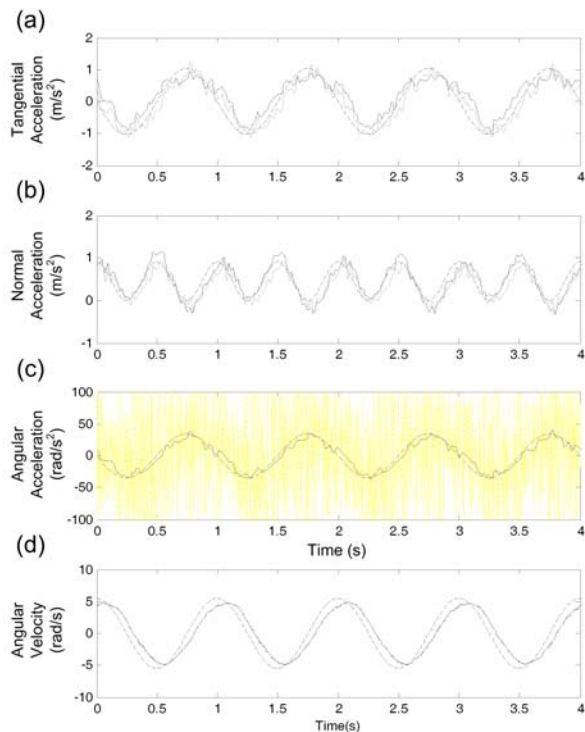 (a)
Tangential
Acceleration
(m/s²)
2
1
0
-1
-2
0 0.5 1 1.5 2 2.5 3 3.5 4
(b)
Normal
Acceleration
(m/s²)
2
1
0
-1
0 0.5 1 1.5 2 2.5 3 3.5 4
(c)
Angular
Acceleration
(rad/s²)
100
50
0
-50
-100
0 0.5 1 1.5 2 2.5 3 3.5 4
Time (s)
(d)
Angular
Velocity
(rad/s)
10
5
0
-5
-10
0 0.5 1 1.5 2 2.5 3 3.5 4
Time(s)